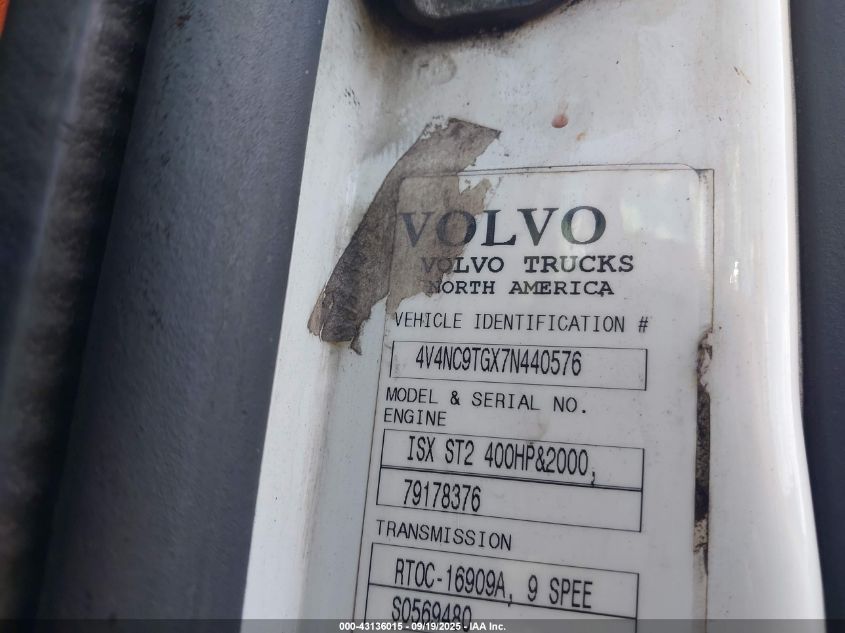 VOLVO
VOLVO TRUCKS
NORTH AMERICA
VEHICLE IDENTIFICATION #
4V4NC9TGX7N440576
MODEL & SERIAL NO.
ENGINE
ISX ST2 400HP&2000,
79178376
TRANSMISSION
RTOC-16909A, 9 SPEE
S0569480
000-43136015 - 09/19/2025 - IAA Inc.